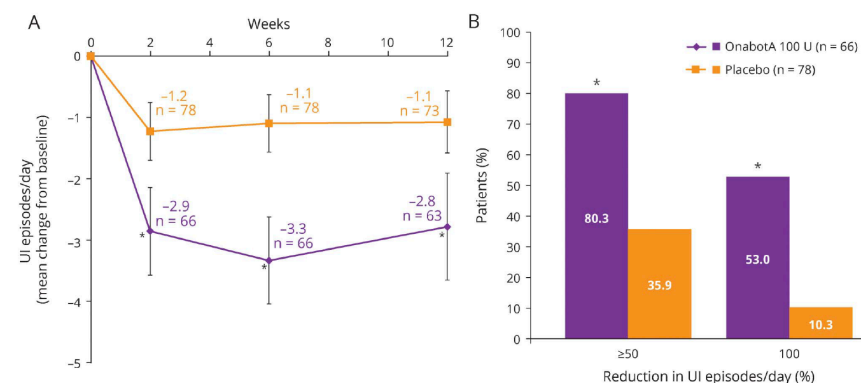 A
Weeks
0 2 4 6 8 10 12
0
−1
−2
−3
−4
−5
UI episodes/day
(mean change from baseline)
−1.2
n = 78
−1.1
n = 78
−1.1
n = 73
−2.9
n = 66
*
−3.3
n = 66
*
−2.8
n = 63
*
B
100
90
80
70
60
50
40
30
20
10
0
Patients (%)
OnabotA 100 U (n = 66)
Placebo (n = 78)
*
80.3
35.9
*
53.0
10.3
≥50
100
Reduction in UI episodes/day (%)